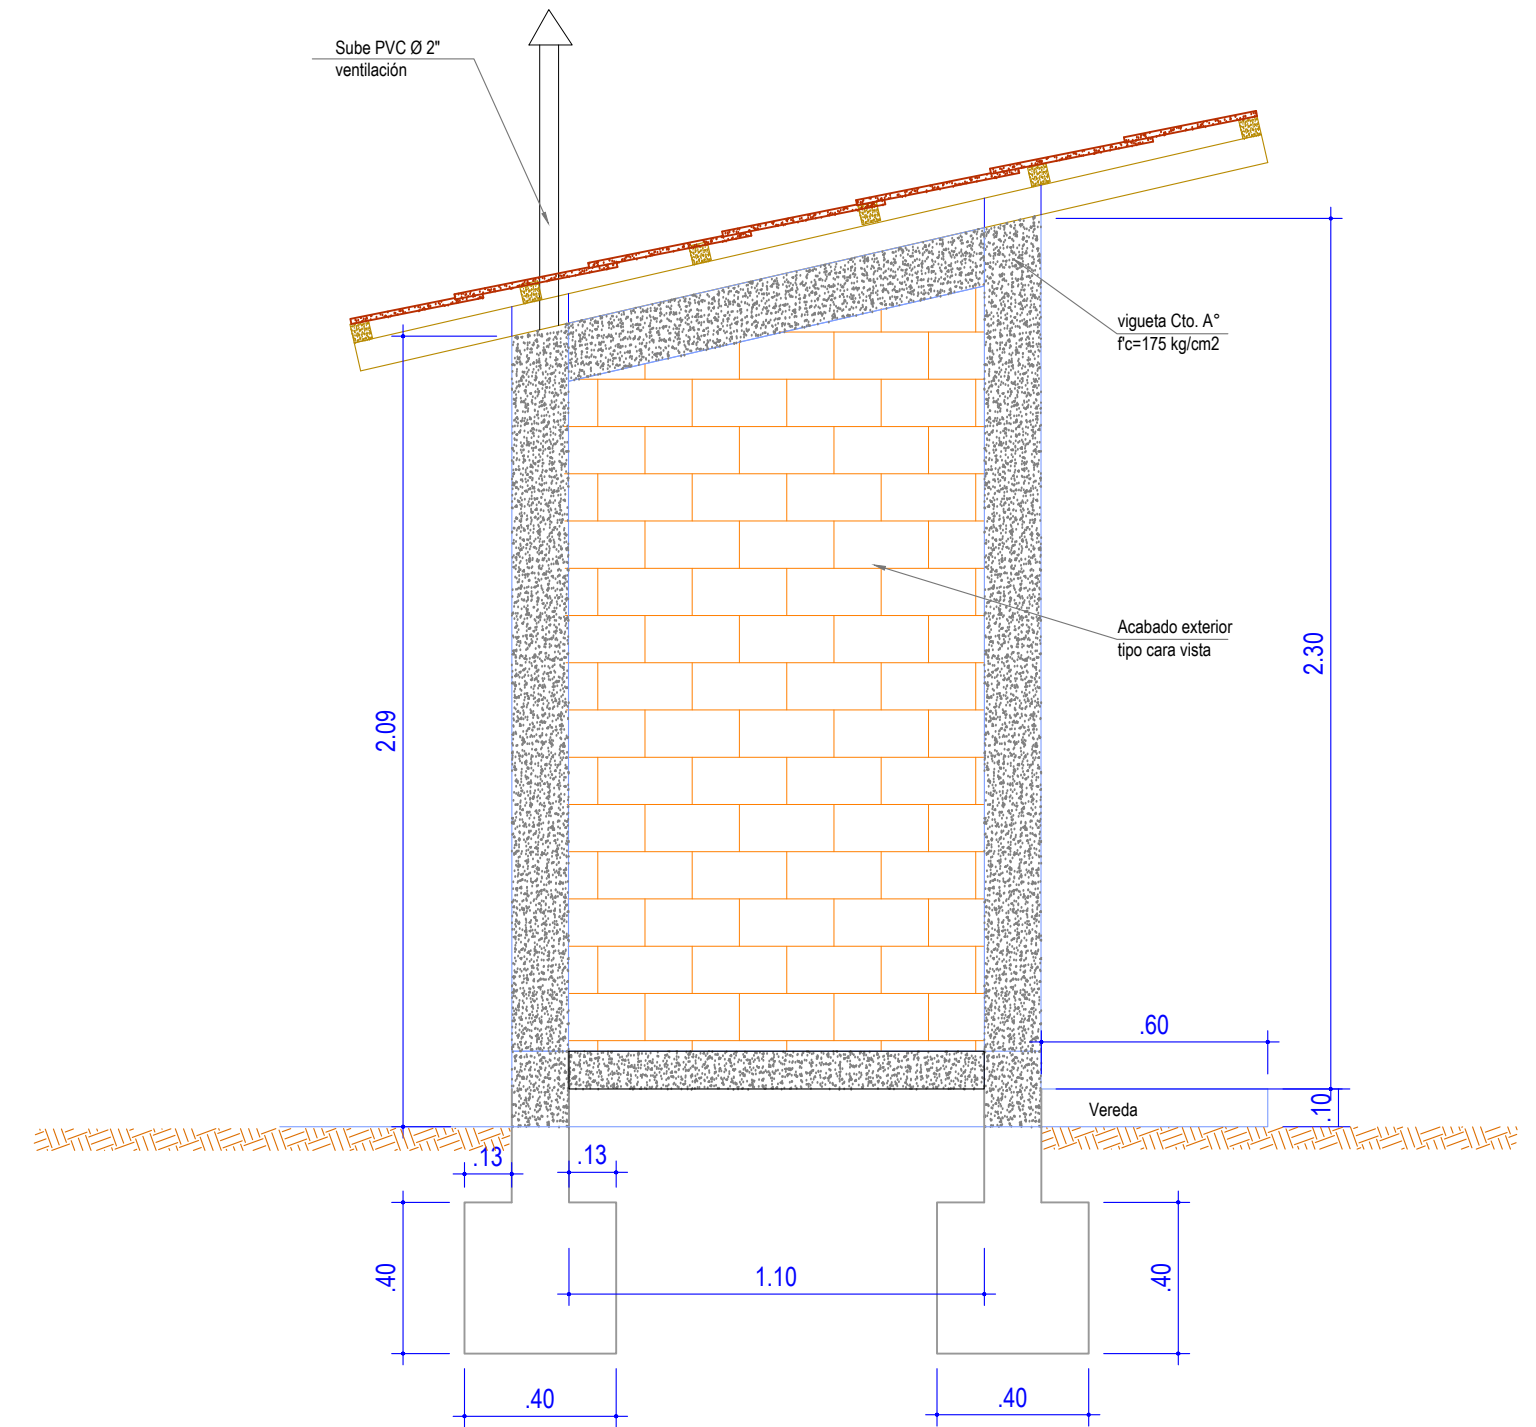 Sube PVC Ø 2"
ventilación
vigueta Cto. A°
f'c=175 kg/cm2
Acabado exterior
tipo cara vista
2.30
2.09
.60
Vereda
.10
.13
.13
.40
1.10
.40
.40
.40